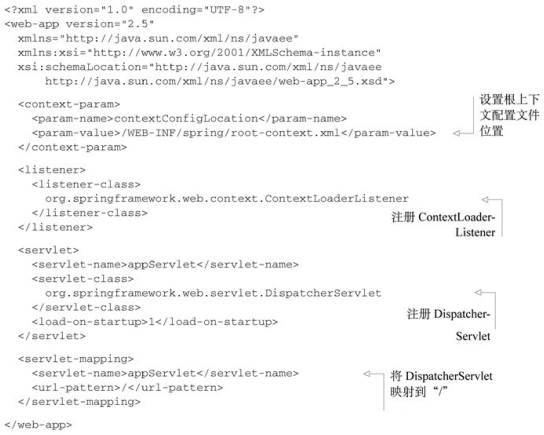 <?xml version="1.0" encoding="UTF-8"?>
<web-app version="2.5"
xmlns="http://java.sun.com/xml/ns/javaee"
xmlns:xsi="http://www.w3.org/2001/XMLSchema-instance"
xsi:schemaLocation="http://java.sun.com/xml/ns/javaee
http://java.sun.com/xml/ns/javaee/web-app_2_5.xsd">
<context-param>
<param-name>contextConfigLocation</param-name>
<param-value>/WEB-INF/spring/root-context.xml</param-value>
</context-param>
设置根上下
文配置文件
位置
<listener>
<listener-class>
org.springframework.web.context.ContextLoaderListener
</listener-class>
</listener>
注册 ContextLoader-
Listener
<servlet>
<servlet-name>appServlet</servlet-name>
<servlet-class>
org.springframework.web.servlet.DispatcherServlet
</servlet-class>
<load-on-startup>1</load-on-startup>
</servlet>
注册 Dispatcher-
Servlet
<servlet-mapping>
<servlet-name>appServlet</servlet-name>
<url-pattern>/</url-pattern>
</servlet-mapping>
将 DispatcherServlet
映射到“/”
</web-app>